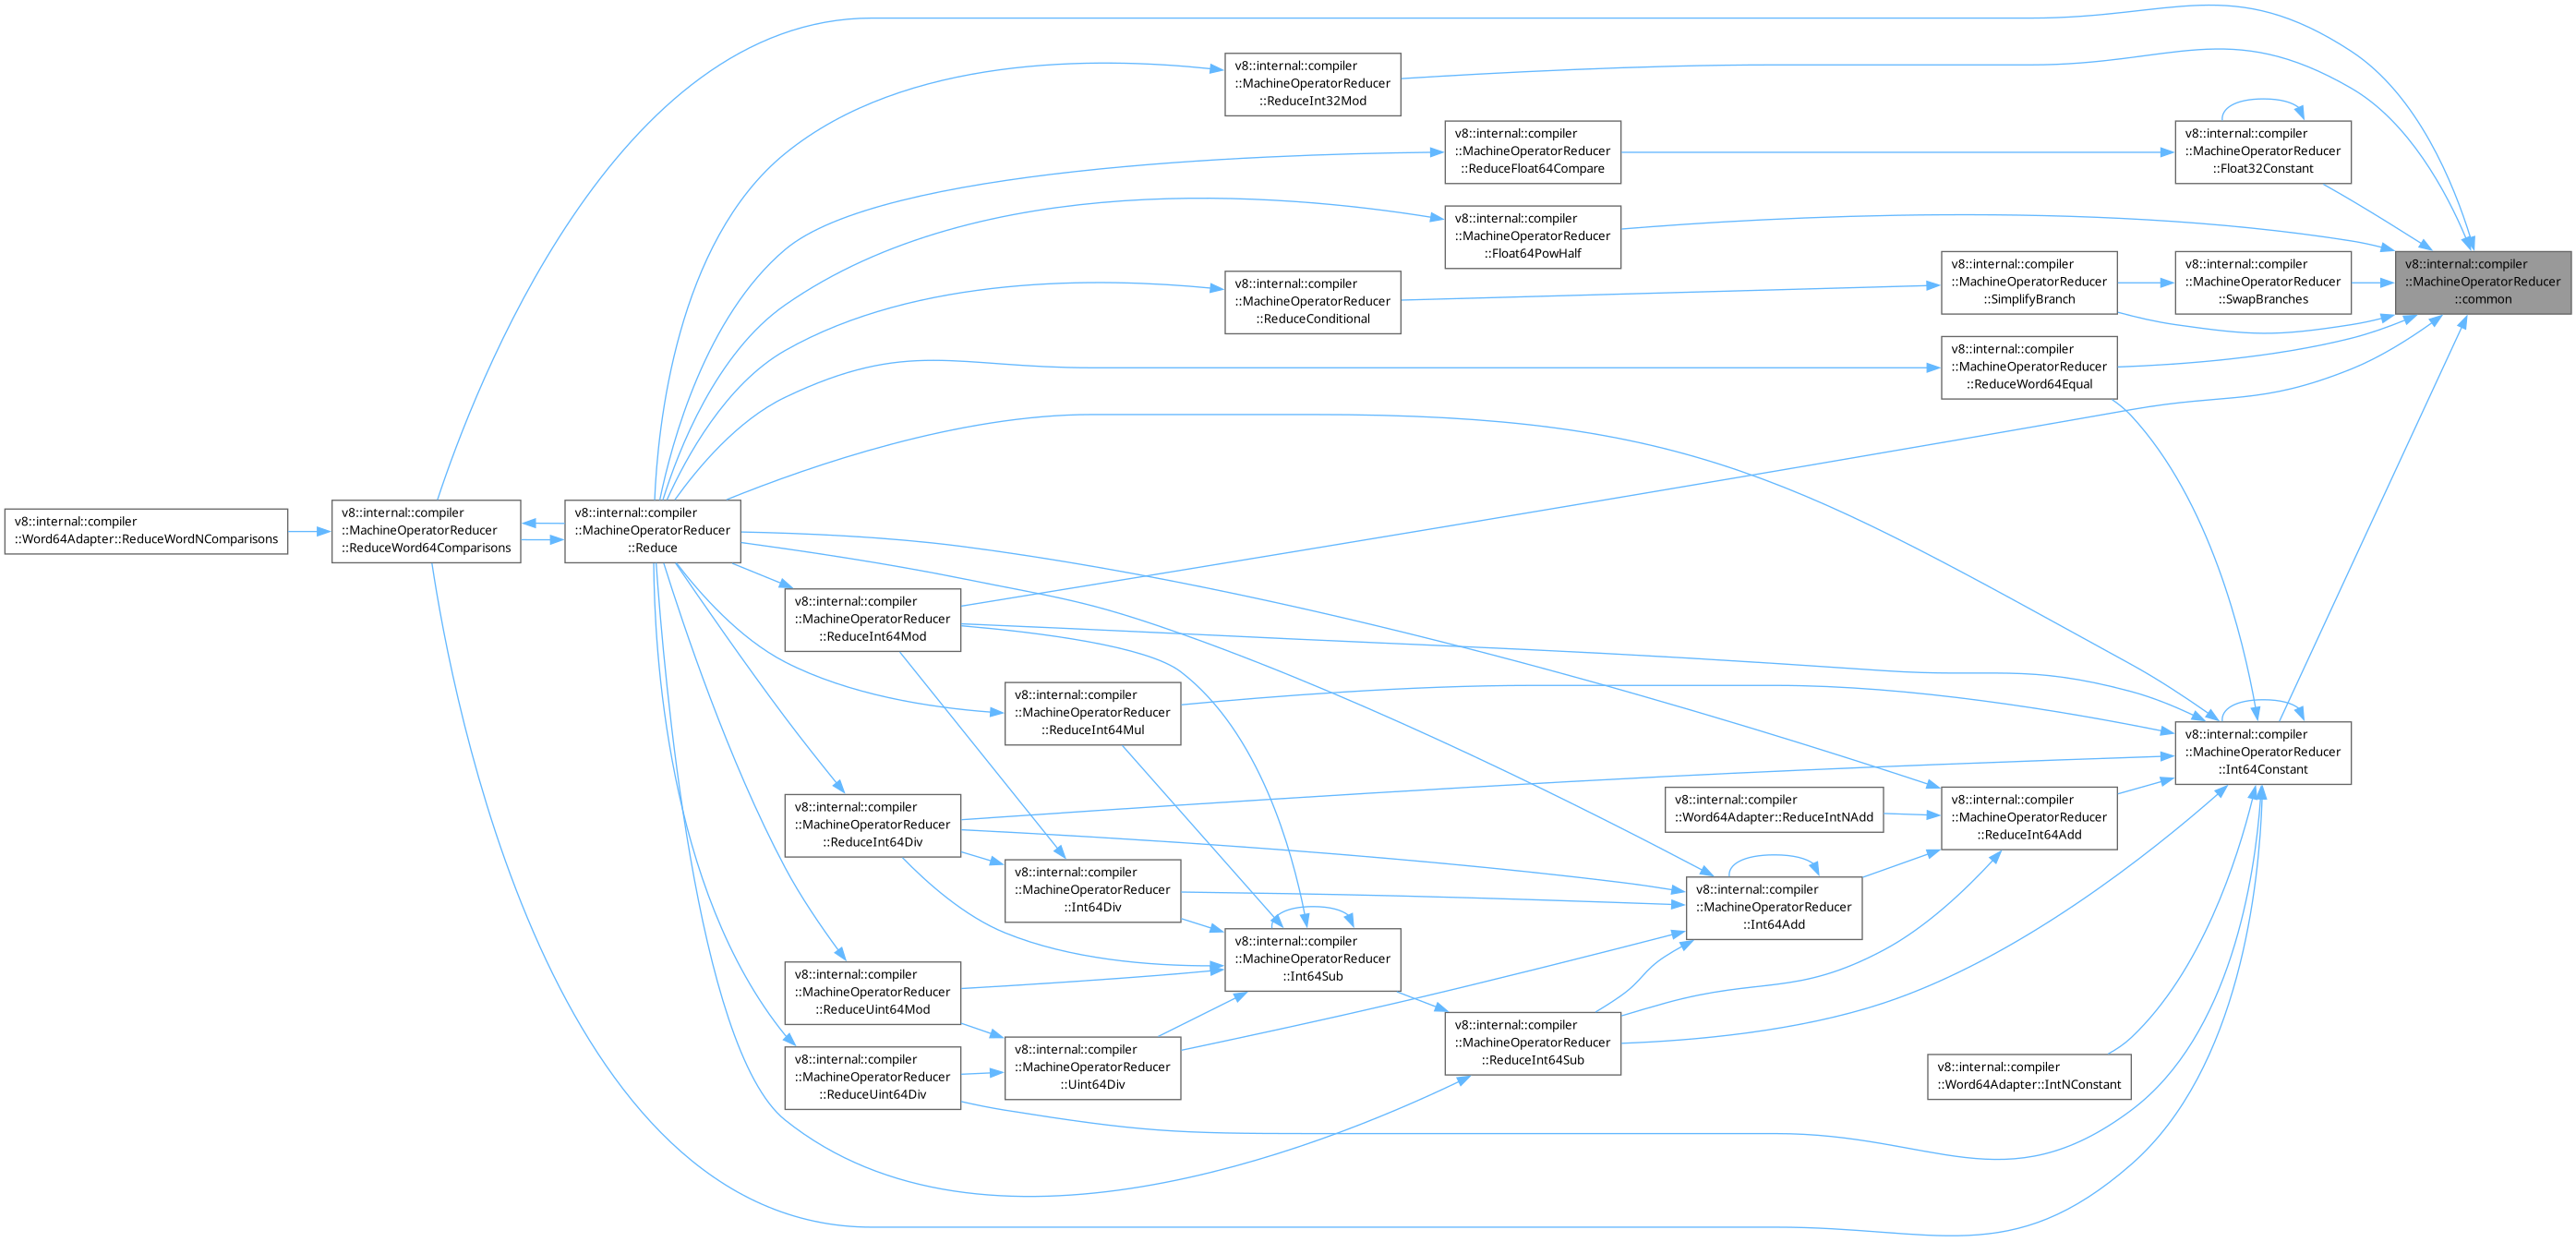 v8::internal::compiler
::MachineOperatorReducer
::ReduceInt32Mod
v8::internal::compiler
::MachineOperatorReducer
::ReduceFloat64Compare
v8::internal::compiler
::MachineOperatorReducer
::Float32Constant
v8::internal::compiler
::MachineOperatorReducer
::Float64PowHalf
v8::internal::compiler
::MachineOperatorReducer
::ReduceConditional
v8::internal::compiler
::MachineOperatorReducer
::SimplifyBranch
v8::internal::compiler
::MachineOperatorReducer
::SwapBranches
v8::internal::compiler
::MachineOperatorReducer
::common
v8::internal::compiler
::MachineOperatorReducer
::ReduceWord64Equal
v8::internal::compiler
::Word64Adapter::ReduceWordNComparisons
v8::internal::compiler
::MachineOperatorReducer
::ReduceWord64Comparisons
v8::internal::compiler
::MachineOperatorReducer
::Reduce
v8::internal::compiler
::MachineOperatorReducer
::ReduceInt64Mod
v8::internal::compiler
::MachineOperatorReducer
::ReduceInt64Mul
v8::internal::compiler
::MachineOperatorReducer
::Int64Constant
v8::internal::compiler
::MachineOperatorReducer
::ReduceInt64Div
v8::internal::compiler
::Word64Adapter::ReduceIntNAdd
v8::internal::compiler
::MachineOperatorReducer
::ReduceInt64Add
v8::internal::compiler
::MachineOperatorReducer
::Int64Div
v8::internal::compiler
::MachineOperatorReducer
::Int64Add
v8::internal::compiler
::MachineOperatorReducer
::Int64Sub
v8::internal::compiler
::MachineOperatorReducer
::ReduceUint64Mod
v8::internal::compiler
::MachineOperatorReducer
::ReduceInt64Sub
v8::internal::compiler
::MachineOperatorReducer
::ReduceUint64Div
v8::internal::compiler
::MachineOperatorReducer
::Uint64Div
v8::internal::compiler
::Word64Adapter::IntNConstant